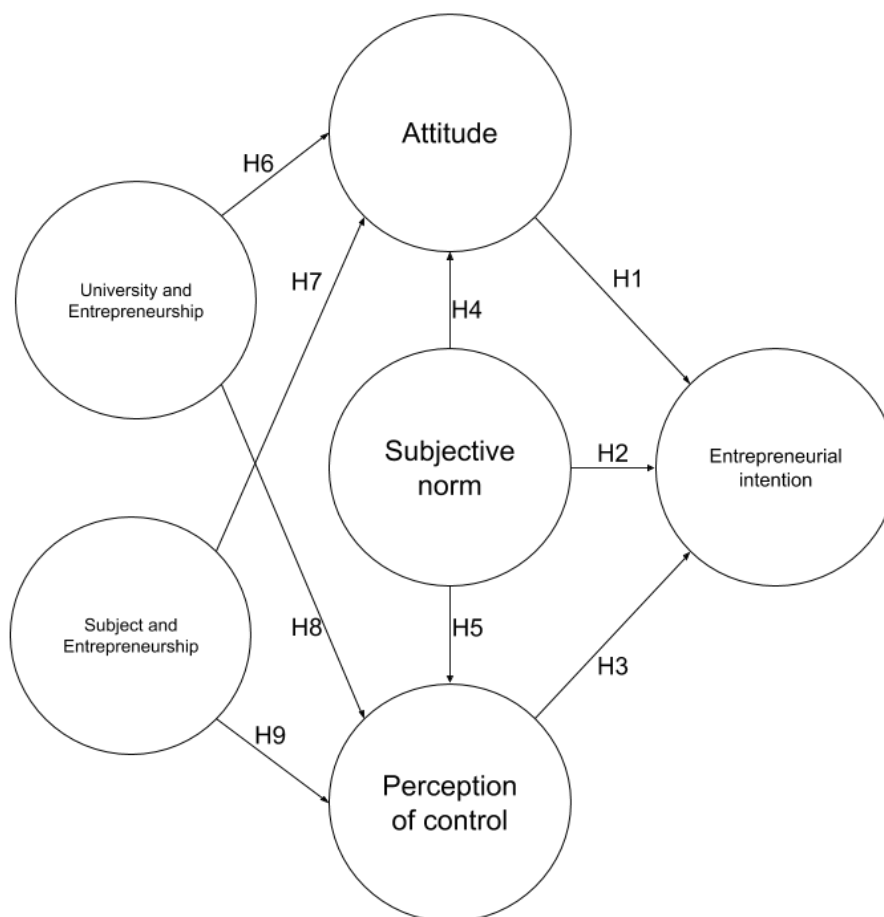 Attitude
H6
University and
Entrepreneurship
H7
H1
H4
Subjective
norm
H2
Entrepreneurial
intention
Subject and
Entrepreneurship
H8
H5
H3
H9
Perception
of control